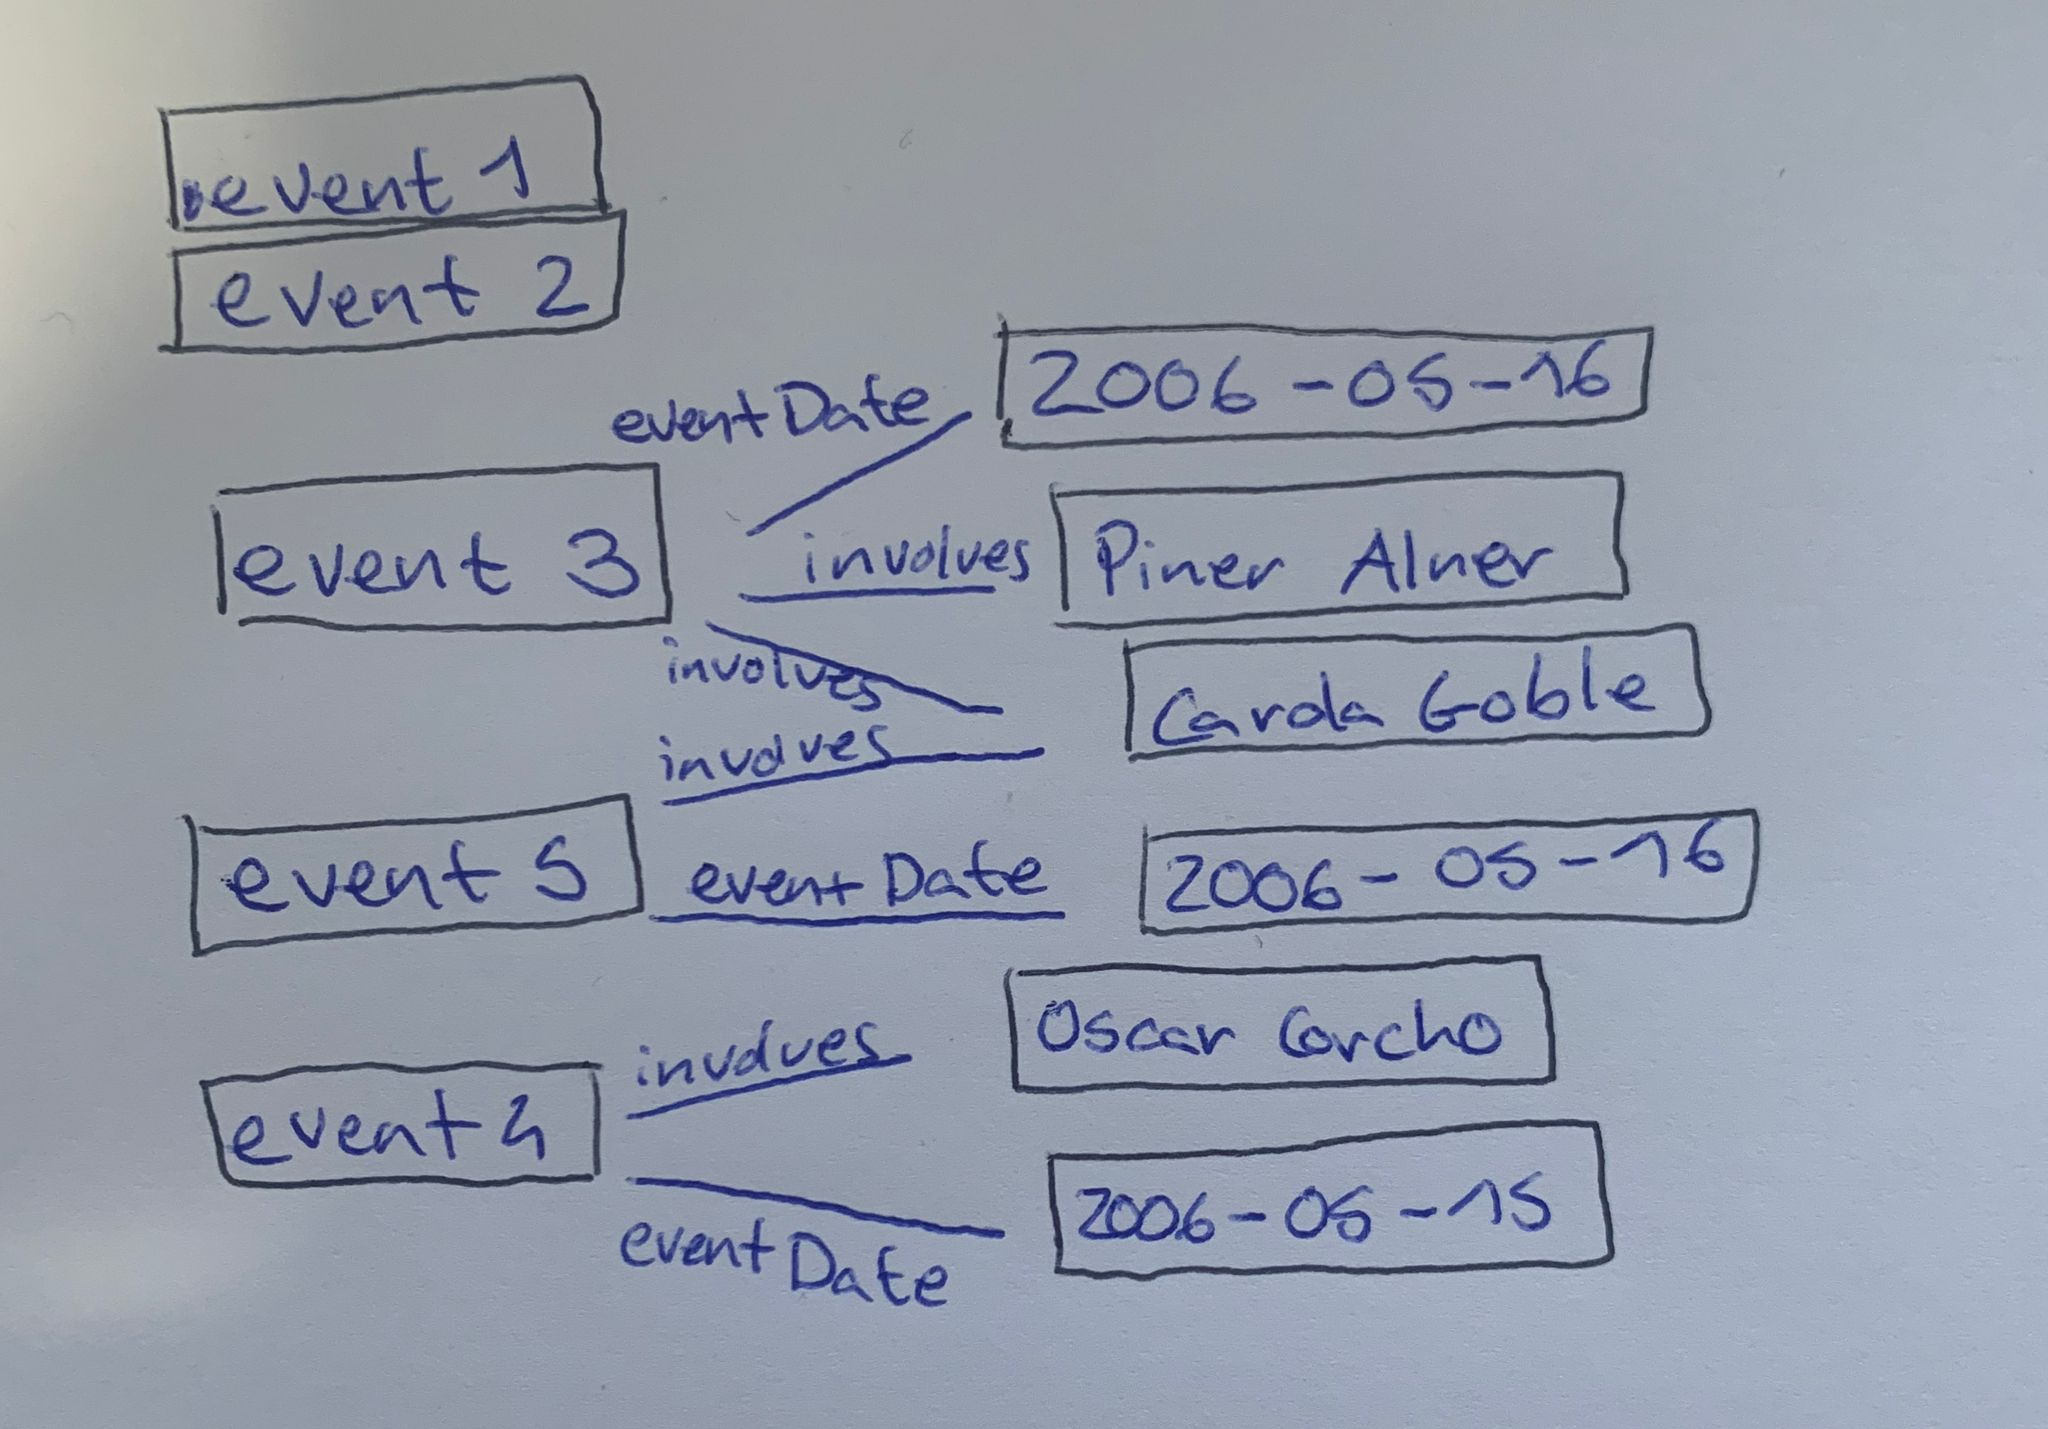 event 1
event 2
eventDate 2006-05-16
event 3 involves Piner Alner
involves Carola Goble
involves
event 5 eventDate 2006-05-16
involves Oscar Corcho
event 4
eventDate 2006-05-15